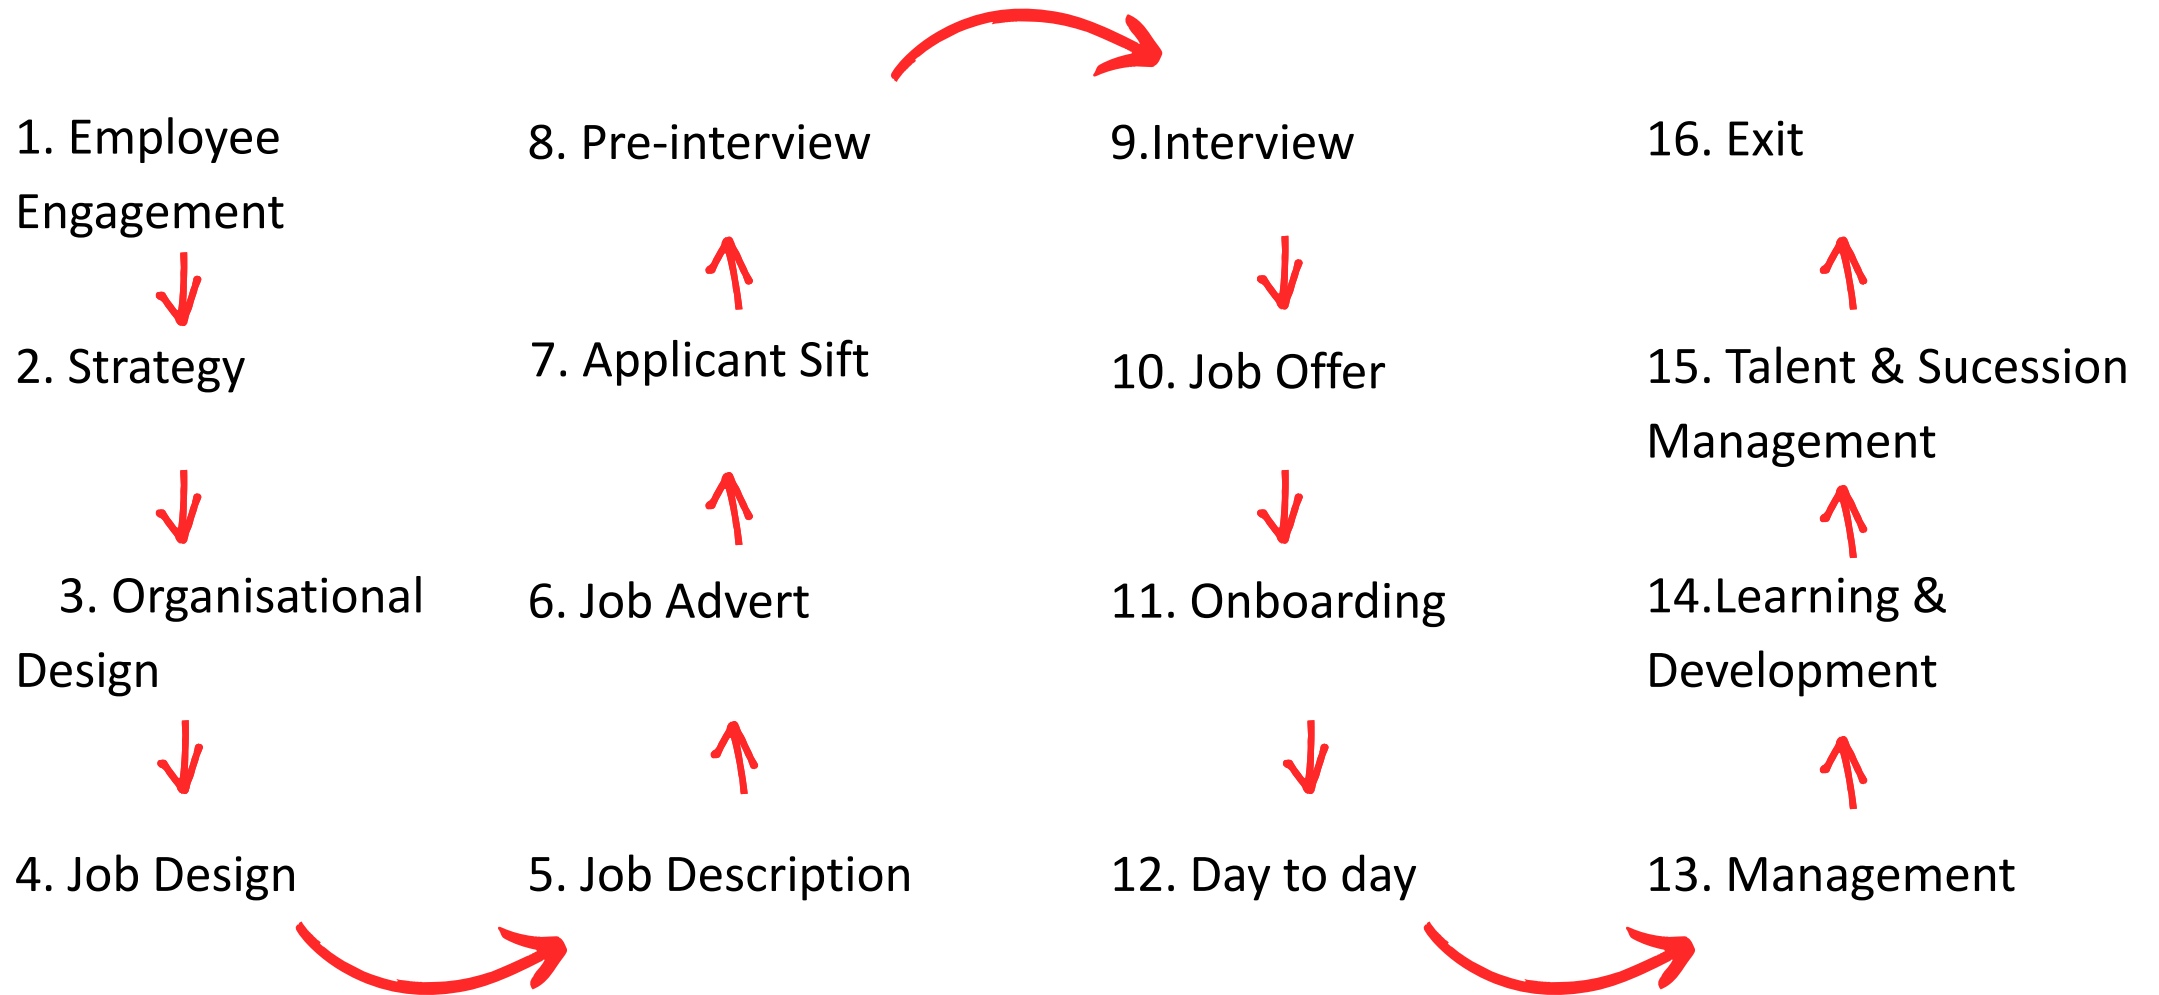 1. Employee
Engagement
2. Strategy
3. Organisational
Design
4. Job Design
5. Job Description
6. Job Advert
7. Applicant Sift
8. Pre-interview
9.Interview
10. Job Offer
11. Onboarding
12. Day to day
13. Management
14.Learning &
Development
15. Talent & Sucession
Management
16. Exit